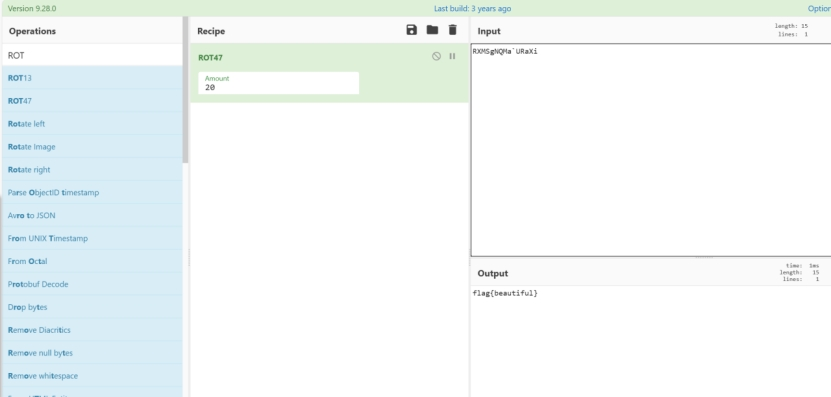 Version 9.28.0
Last build: 3 years ago
Option
Operations
ROT
ROT13
ROT47
Rotate left
Rotate Image
Rotate right
Parse ObjectID timestamp
Avro to JSON
From UNIX Timestamp
From Octal
Protobuf Decode
Drop bytes
Remove Diacritics
Remove null bytes
Remove whitespace
Recipe
ROT47
Amount
20
Input
length: 15
lines: 1
RXMSgNQMa`URaXi
Output
time: 1ms
length: 15
lines: 1
flag{beautiful}